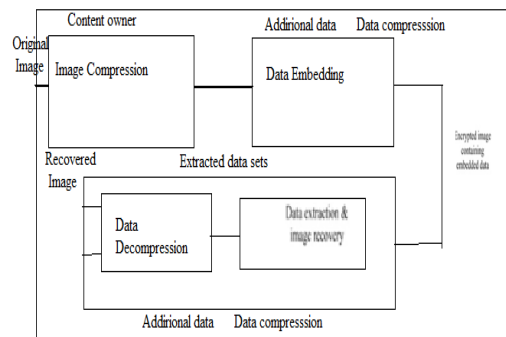 Content owner
Addirional data Data compresssion
Original
Image
Image Compression
Data Embedding
Encrypted image
containing
embedded data
Recovered
Image
Extracted data sets
Data
Decompression
Data extraction &
image recovery
Addirional data Data compresssion